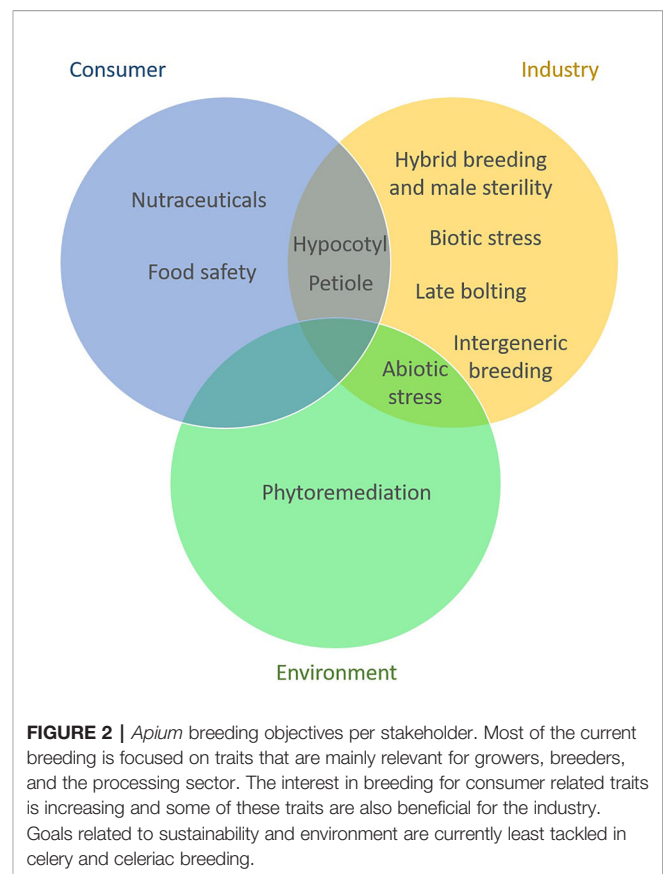 Consumer
Industry
Hybrid breeding
and male sterility
Nutraceuticals
Biotic stress
Hypocotyl
Food safety
Petiole
Late bolting
Intergeneric
breeding
Abiotic
stress
Phytoremediation
Environment
FIGURE 2 | Apium breeding objectives per stakeholder. Most of the current
breeding is focused on traits that are mainly relevant for growers, breeders,
and the processing sector. The interest in breeding for consumer related traits
is increasing and some of these traits are also beneficial for the industry.
Goals related to sustainability and environment are currently least tackled in
celery and celeriac breeding.